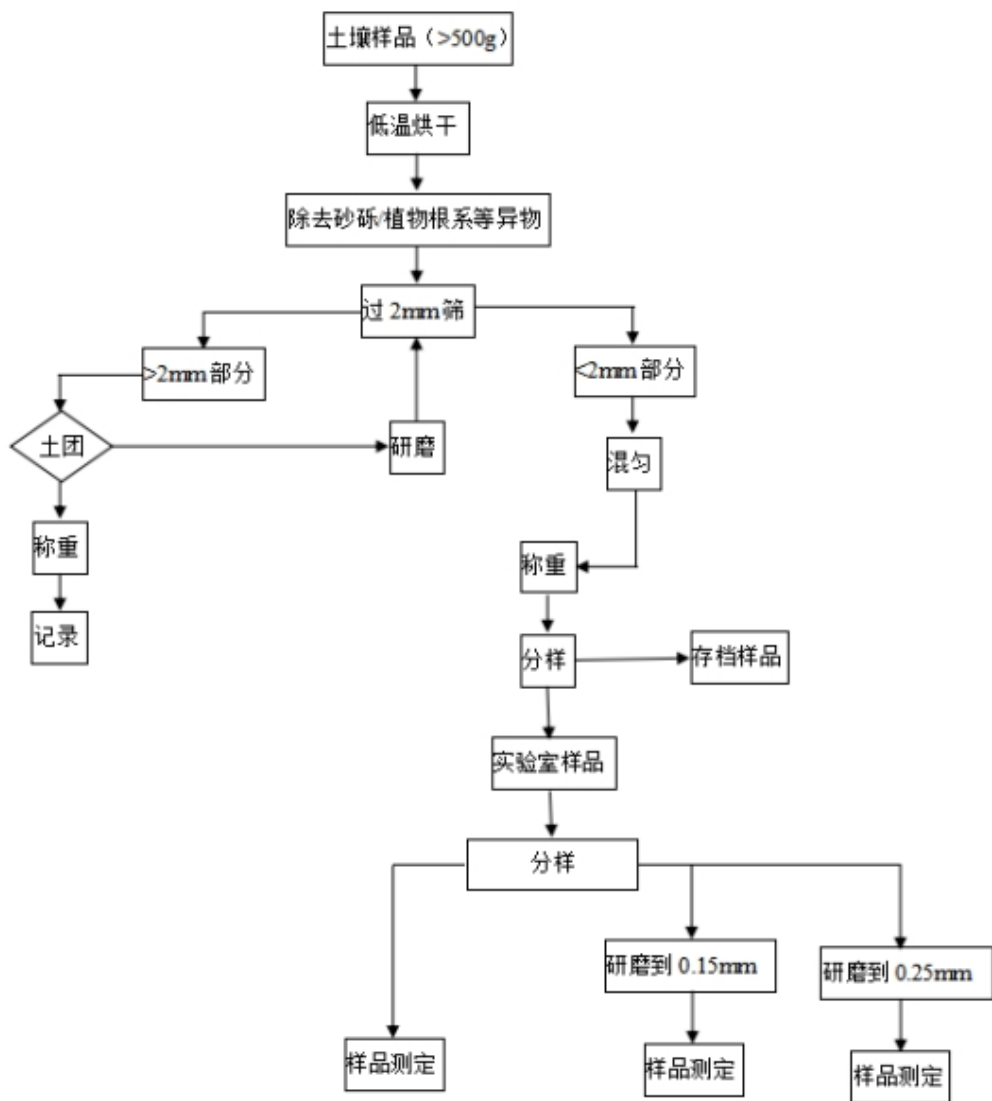 土壤样品（>500g）
低温烘干
除去砂砾/植物根系等异物
过 2mm 筛
>2mm 部分
<2mm 部分
土团
研磨
混匀
称重
称重
记录
分样
存档样品
实验室样品
分样
研磨到 0.15mm
研磨到 0.25mm
样品测定
样品测定
样品测定